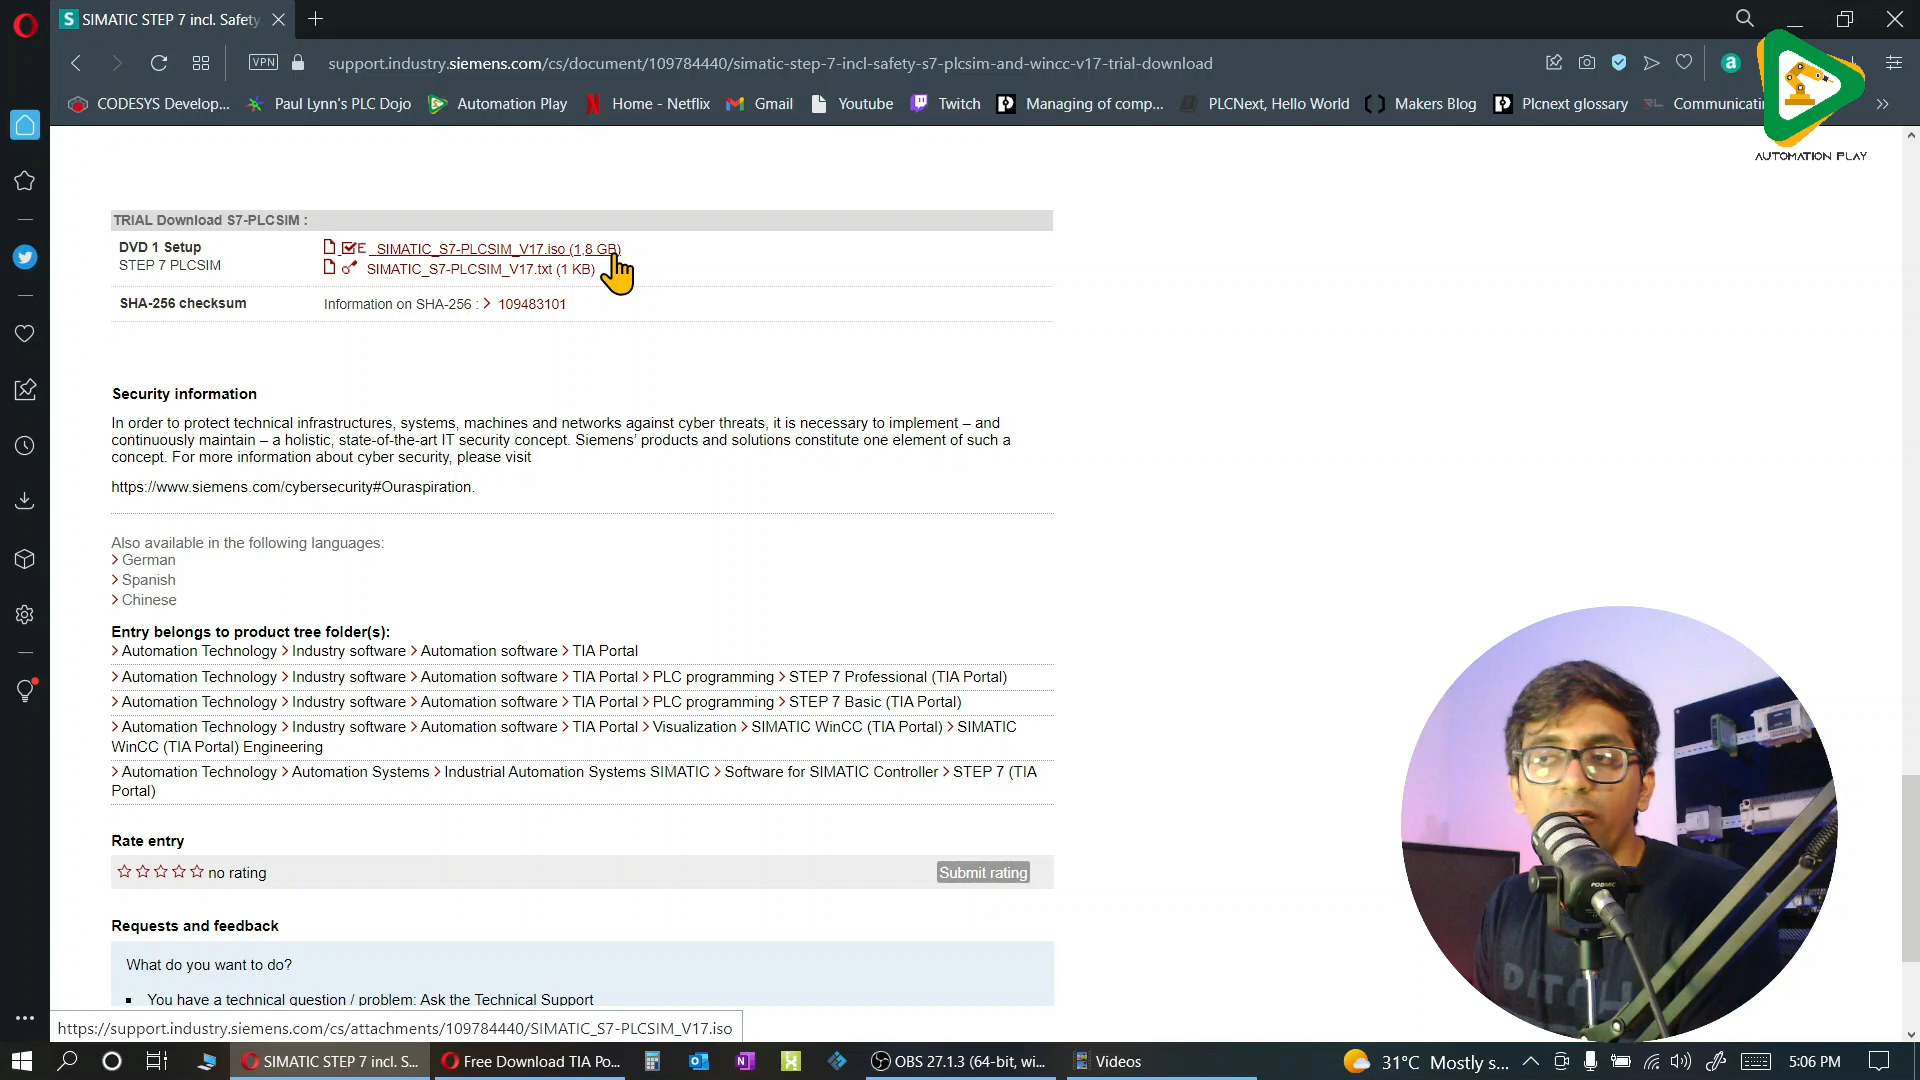 S SIMATIC STEP 7 incl. Safety
VPN
support.industry.siemens.com/cs/document/109784440/simatic-step-7-incl-safety-s7-plcsim-and-wincc-v17-trial-download
CODESYS Develop... Paul Lynn's PLC Dojo Automation Play Home - Netflix Gmail Youtube Twitch Managing of comp... PLCNext, Hello World Makers Blog Plcnext glossary
AUTOMATION PLAY
TRIAL Download S7-PLCSIM :
DVD 1 Setup
STEP 7 PLCSIM
E SIMATIC_S7-PLCSIM_V17.iso (1,8 GB)
SIMATIC_S7-PLCSIM_V17.txt (1 KB)
SHA-256 checksum
Information on SHA-256 : 109483101
Security information
In order to protect technical infrastructures, systems, machines and networks against cyber threats, it is necessary to implement – and
continuously maintain – a holistic, state-of-the-art IT security concept. Siemens' products and solutions constitute one element of such a
concept. For more information about cyber security, please visit
https://www.siemens.com/cybersecurity#Ouraspiration.
Also available in the following languages:
German
Spanish
Chinese
Entry belongs to product tree folder(s):
Automation Technology > Industry software > Automation software > TIA Portal
Automation Technology > Industry software > Automation software > TIA Portal > PLC programming > STEP 7 Professional (TIA Portal)
Automation Technology > Industry software > Automation software > TIA Portal > PLC programming > STEP 7 Basic (TIA Portal)
Automation Technology > Industry software > Automation software > TIA Portal > Visualization > SIMATIC WinCC (TIA Portal) > SIMATIC
WinCC (TIA Portal) Engineering
Automation Technology > Automation Systems > Industrial Automation Systems SIMATIC > Software for SIMATIC Controller > STEP 7 (TIA
Portal)
Rate entry
no rating
Submit rating
Requests and feedback
What do you want to do?
You have a technical question / problem: Ask the Technical Support
https://support.industry.siemens.com/cs/attachments/109784440/SIMATIC_S7-PLCSIM_V17.iso
SIMATIC STEP 7 incl. S... Free Download TIA Po... OBS 27.1.3 (64-bit, wi... Videos 31°C Mostly s... 5:06 PM
PODMIC